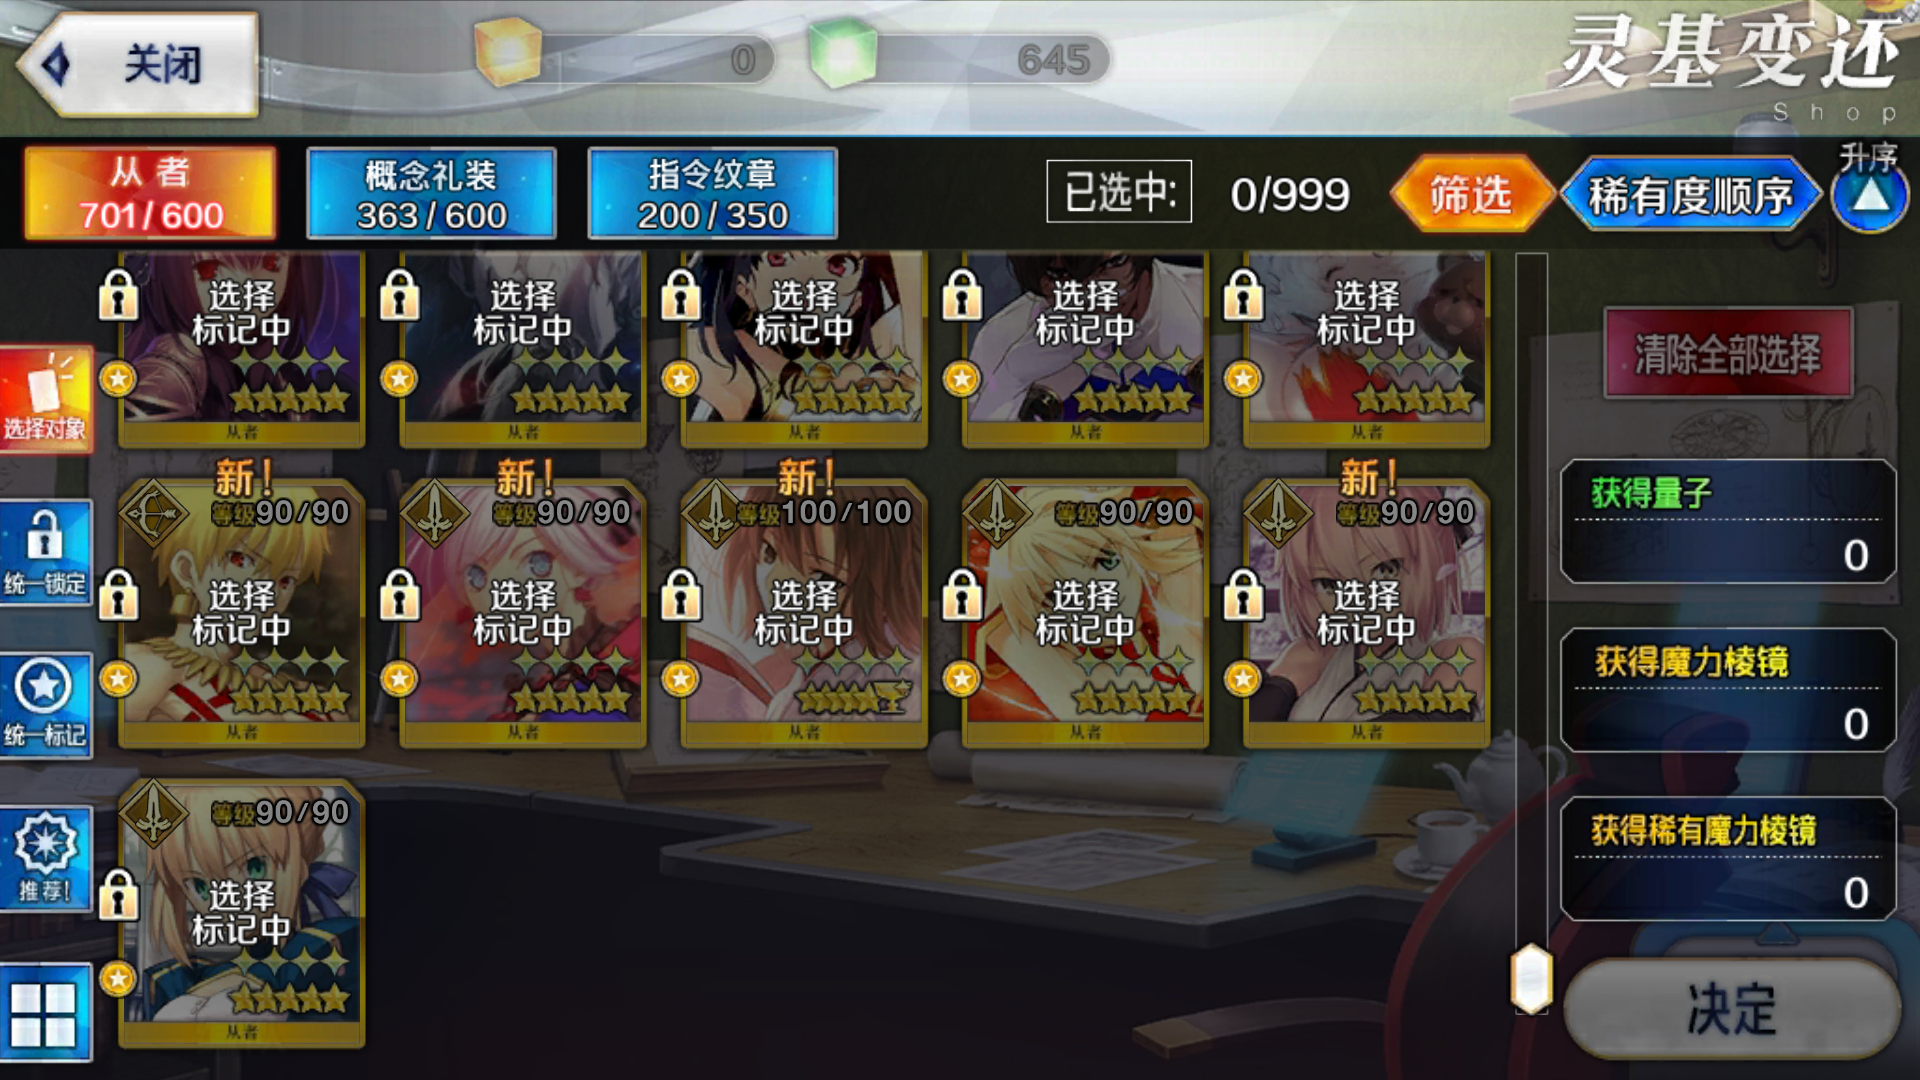 关闭
0
645
灵基变还
Shop
从者
701/600
概念礼装
363/600
指令纹章
200/350
已选中:
0/999
筛选
稀有度顺序
升序
选择
标记中
从者
选择
标记中
从者
选择
标记中
从者
选择
标记中
从者
选择
标记中
从者
清除全部选择
选择对象
新!
等级90/90
选择
标记中
从者
新!
等级90/90
选择
标记中
从者
新!
等级100/100
选择
标记中
从者
等级90/90
选择
标记中
从者
新!
等级90/90
选择
标记中
从者
获得量子
0
统一锁定
获得魔力棱镜
0
统一标记
等级90/90
选择
标记中
从者
获得稀有魔力棱镜
0
推荐!
决定